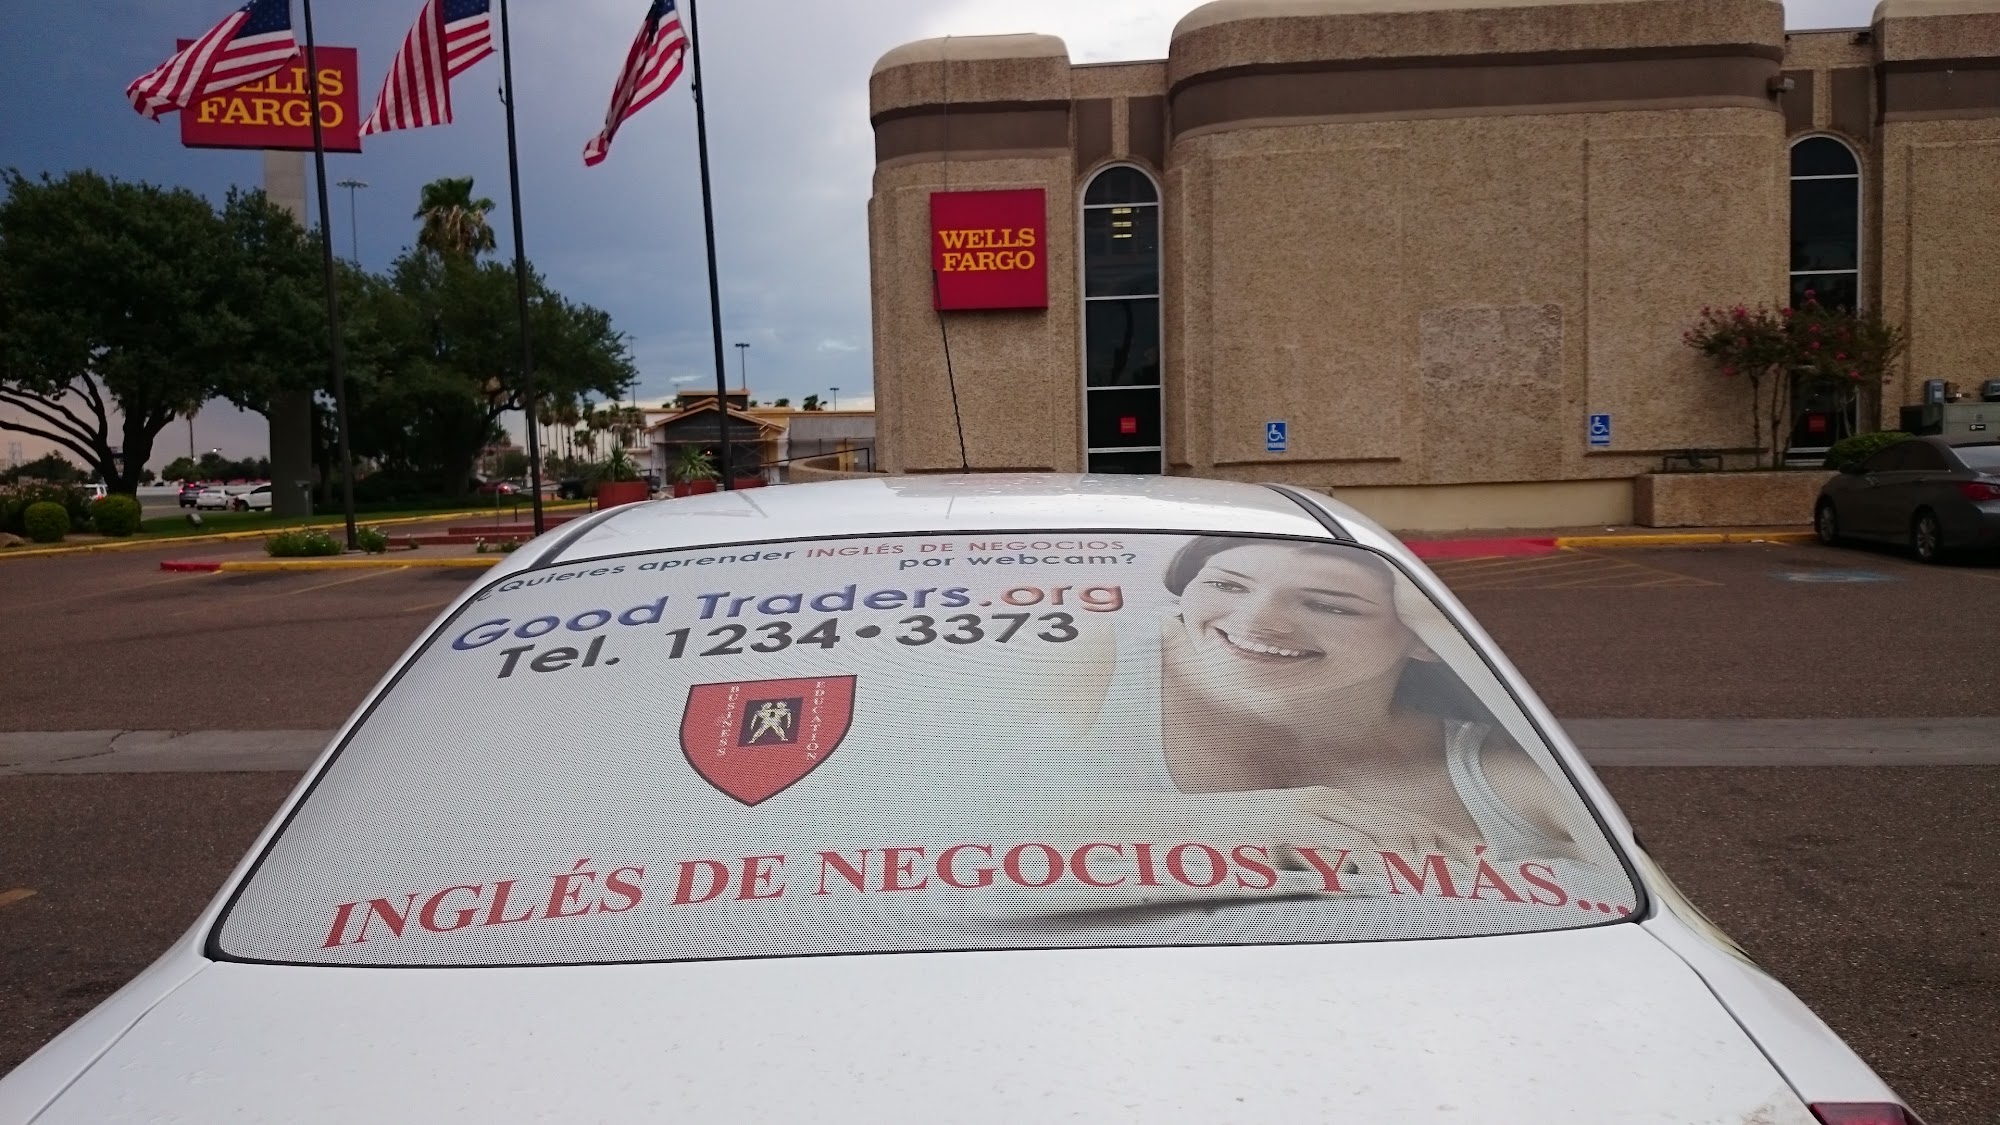 WELLS
FARGO
WELLS
FARGO
¿Quieres aprender INGLÉS DE NEGOCIOS
por webcam?
Good Traders.org
Tel. 1234•3373
BUSINESS
EDUCATION
INGLÉS DE NEGOCIOS Y MÁS...